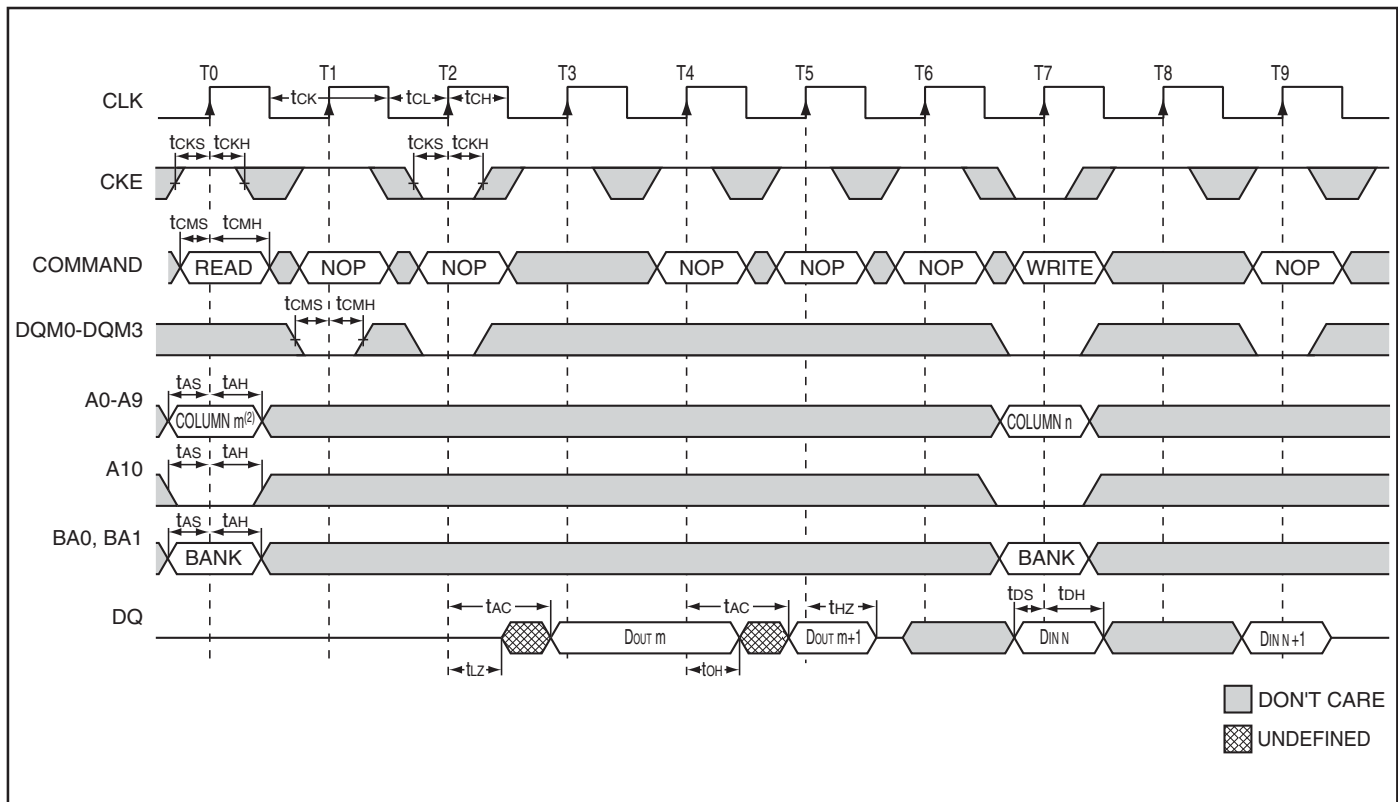 T0 T1 T2 T3 T4 T5 T6 T7 T8 T9
CLK
tCK tCL tCH
tCKS tCKH tCKS tCKH
CKE
tCMS tCMH
COMMAND READ NOP NOP NOP NOP NOP WRITE NOP
tCMS tCMH
DQM0-DQM3
tAS tAH
A0-A9 COLUMN m(2) COLUMN n
tAS tAH
A10
tAS tAH
BA0, BA1 BANK BANK
tAC tAC tHZ tDS tDH
DQ
DOUT m DOUT m+1 DIN N DIN N+1
tLZ tOH
DON'T CARE
UNDEFINED